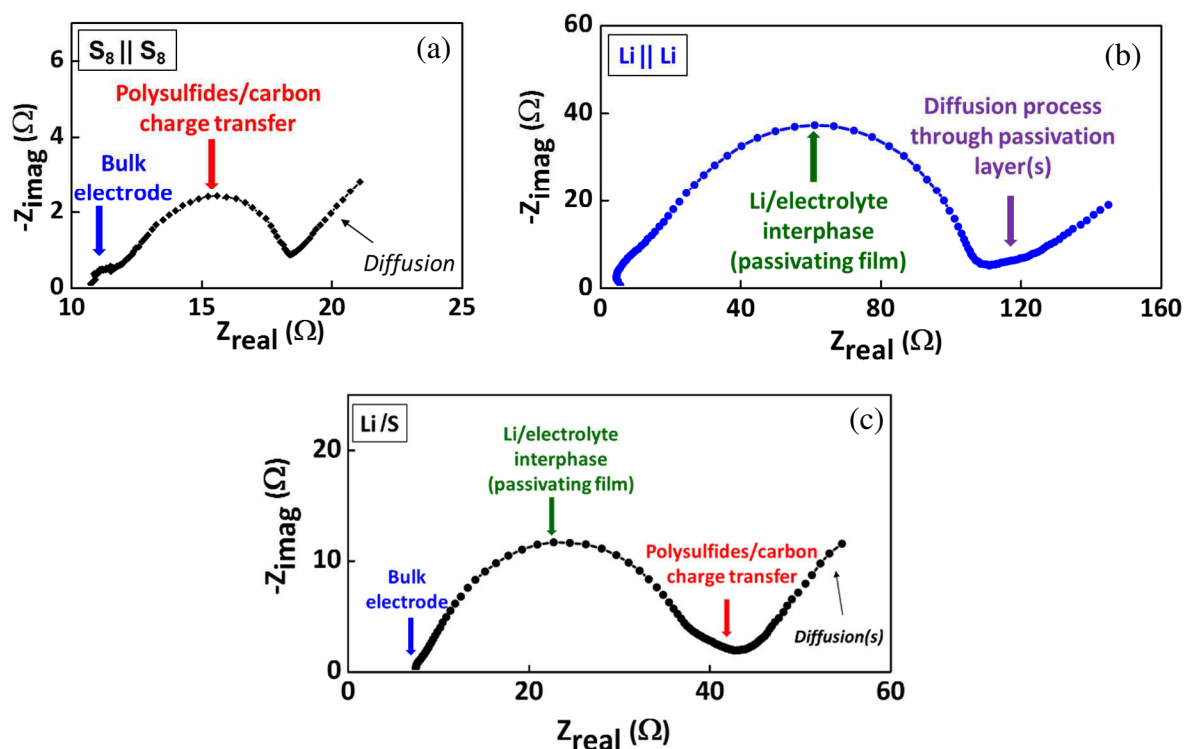 S₈ || S₈
(a)
Polysulfides/carbon
charge transfer
Bulk
electrode
Diffusion
-Zimag (Ω)
6
4
2
0
10
15
20
25
Zreal (Ω)
Li || Li
(b)
Diffusion process
through passivation
layer(s)
Li/electrolyte
interphase
(passivating film)
-Zimag (Ω)
60
40
20
0
0
40
80
120
160
Zreal (Ω)
Li/S
(c)
Li/electrolyte
interphase
(passivating film)
Polysulfides/carbon
charge transfer
Bulk
electrode
Diffusion(s)
-Zimag (Ω)
20
10
0
0
20
40
60
Zreal (Ω)